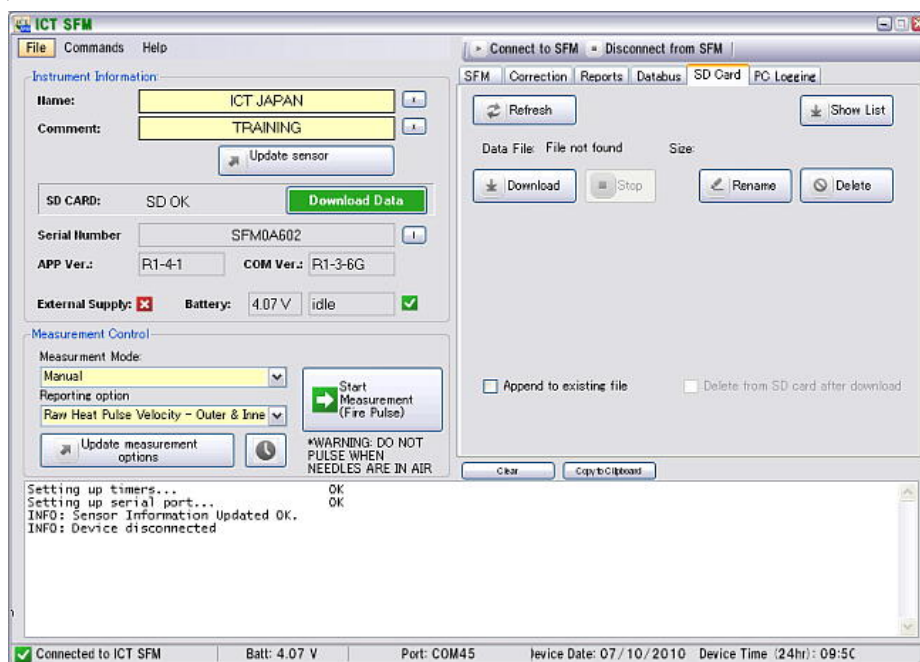 ICT SFM
File Commands Help
Connect to SFM Disconnect from SFM
Instrument Information
Name: ICT JAPAN
Comment: TRAINING
Update sensor
SD CARD: SD OK Download Data
Serial Number SFM0A602
APP Ver.: R1-4-1 COM Ver.: R1-3-6G
External Supply: Battery: 4.07 V idle
Measurement Control
Measurment Mode:
Manual
Reporting option
Raw Heat Pulse Velocity - Outer & Inne
Update measurement
options
Start
Measurement
(Fire Pulse)
*WARNING: DO NOT
PULSE WHEN
NEEDLES ARE IN AIR
SFM Correction Reports Databus SD Card PC Logging
Refresh Show List
Data File: File not found Size:
Download Stop Rename Delete
Append to existing file Delete from SD card after download
Clear Copy to Clipboard
Setting up timers... OK
Setting up serial port... OK
INFO: Sensor Information Updated OK.
INFO: Device disconnected
Connected to ICT SFM Batt: 4.07 V Port: COM45 evice Date: 07/10/2010 Device Time (24hr): 09:50